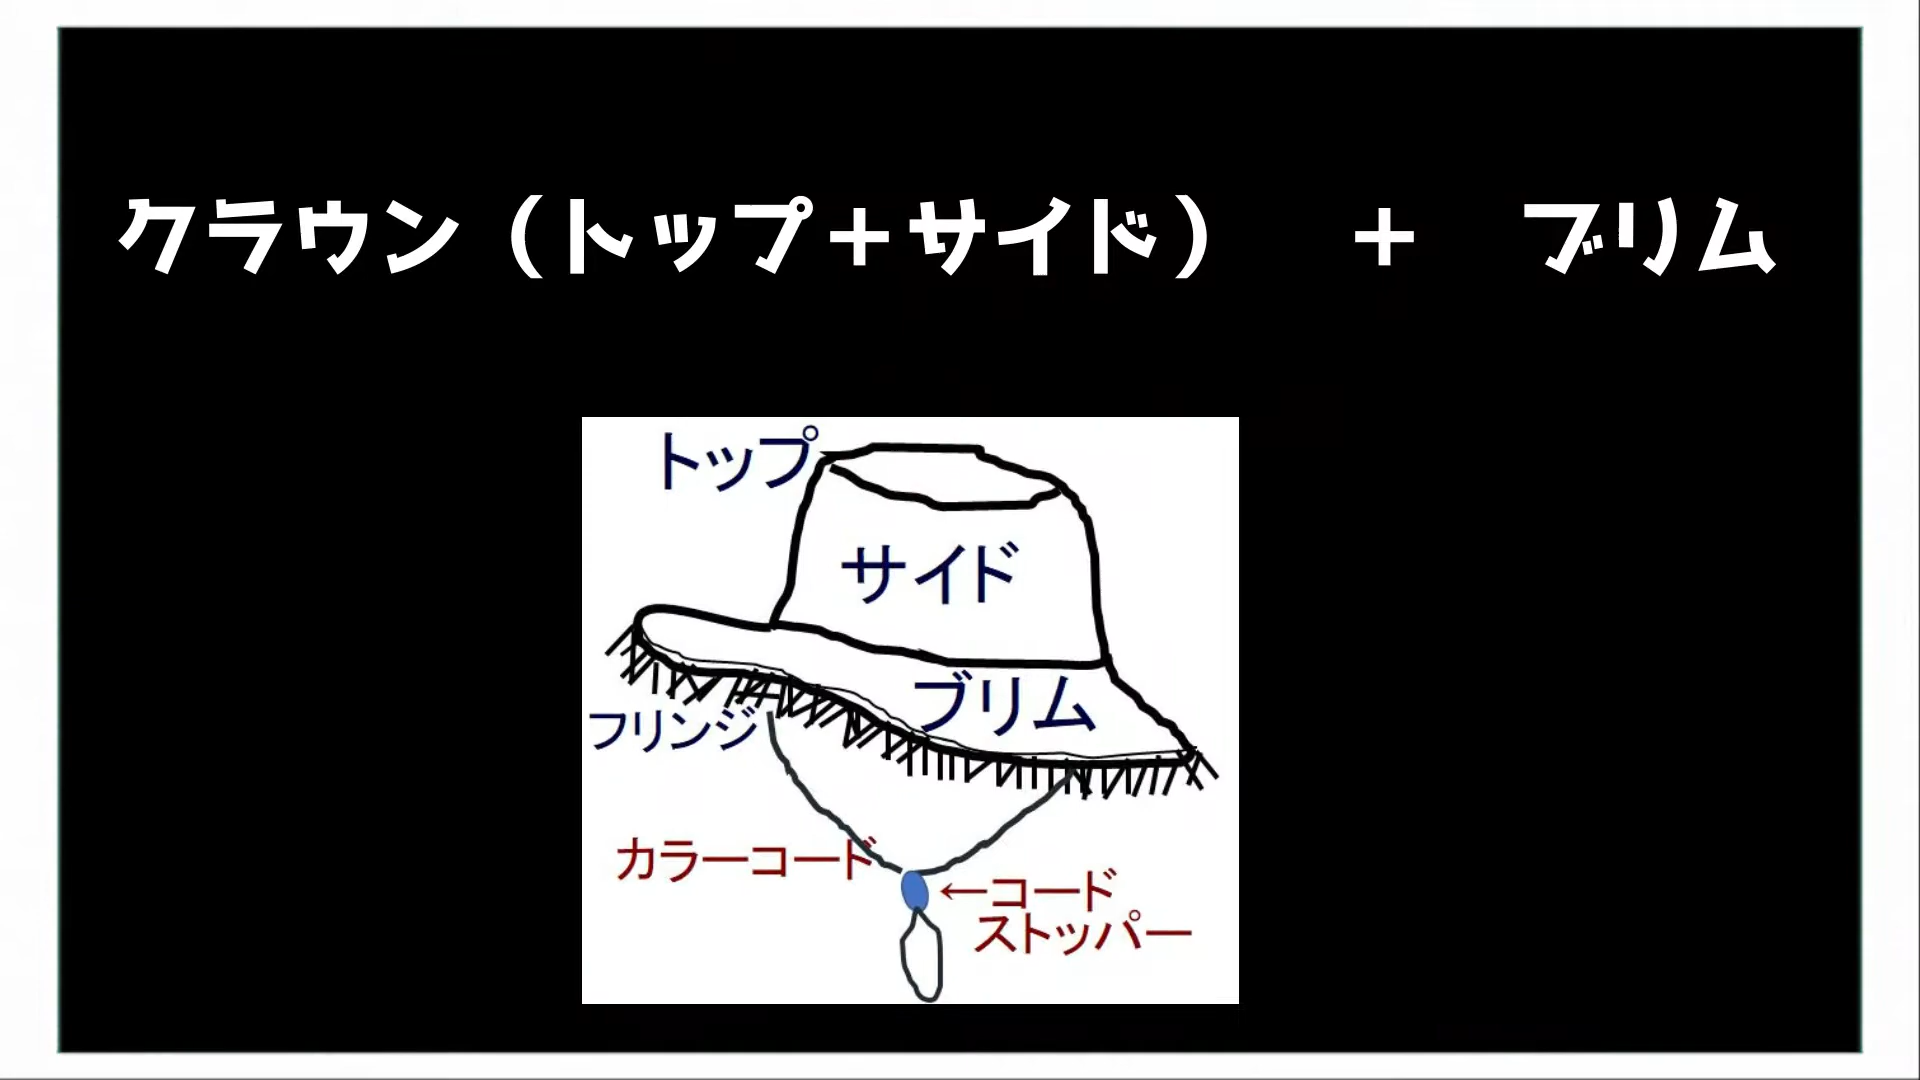 クラウン（トップ＋サイド）　＋　ブリム
トップ
サイド
ブリム
フリンジ
カラーコード
←コード
ストッパー